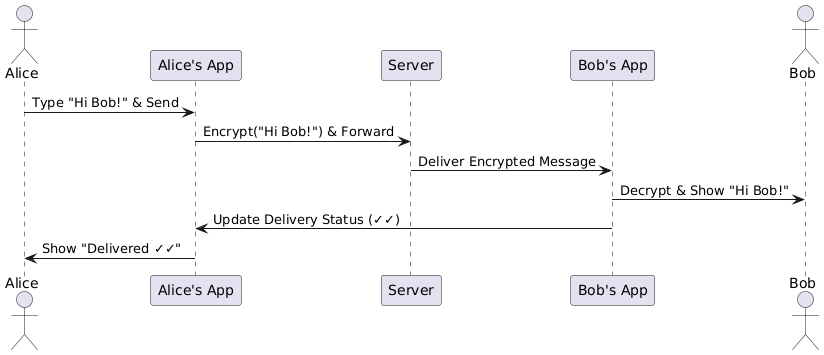 Alice
Alice's App
Server
Bob's App
Bob
Type "Hi Bob!" & Send
Encrypt("Hi Bob!") & Forward
Deliver Encrypted Message
Decrypt & Show "Hi Bob!"
Update Delivery Status (✓✓)
Show "Delivered ✓✓"
Alice
Alice's App
Server
Bob's App
Bob